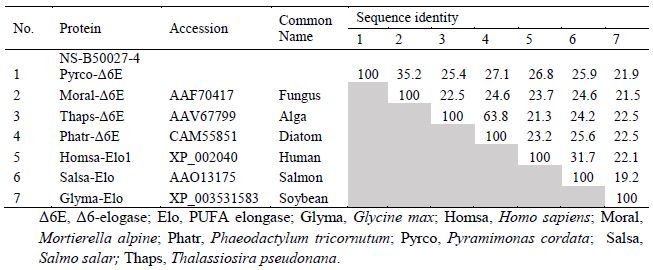 No. Protein Accession Common Name Sequence identity
1 2 3 4 5 6 7
NS-B50027-4
1 Pyrco-Δ6E 100 35.2 25.4 27.1 26.8 25.9 21.9
2 Moral-Δ6E AAF70417 Fungus 100 22.5 24.6 23.7 24.6 21.5
3 Thaps-Δ6E AAV67799 Alga 100 63.8 21.3 24.2 22.5
4 Phatr-Δ6E CAM55851 Diatom 100 23.2 25.6 22.5
5 Homsa-Elo1 XP_002040 Human 100 31.7 22.1
6 Salsa-Elo AAO13175 Salmon 100 19.2
7 Glyma-Elo XP_003531583 Soybean 100
Δ6E, Δ6-elogase; Elo, PUFA elongase; Glyma, Glycine max; Homsa, Homo sapiens; Moral,
Mortierella alpine; Phatr, Phaeodactylum tricornutum; Pyrco, Pyramimonas cordata; Salsa,
Salmo salar; Thaps, Thalassiosira pseudonana.